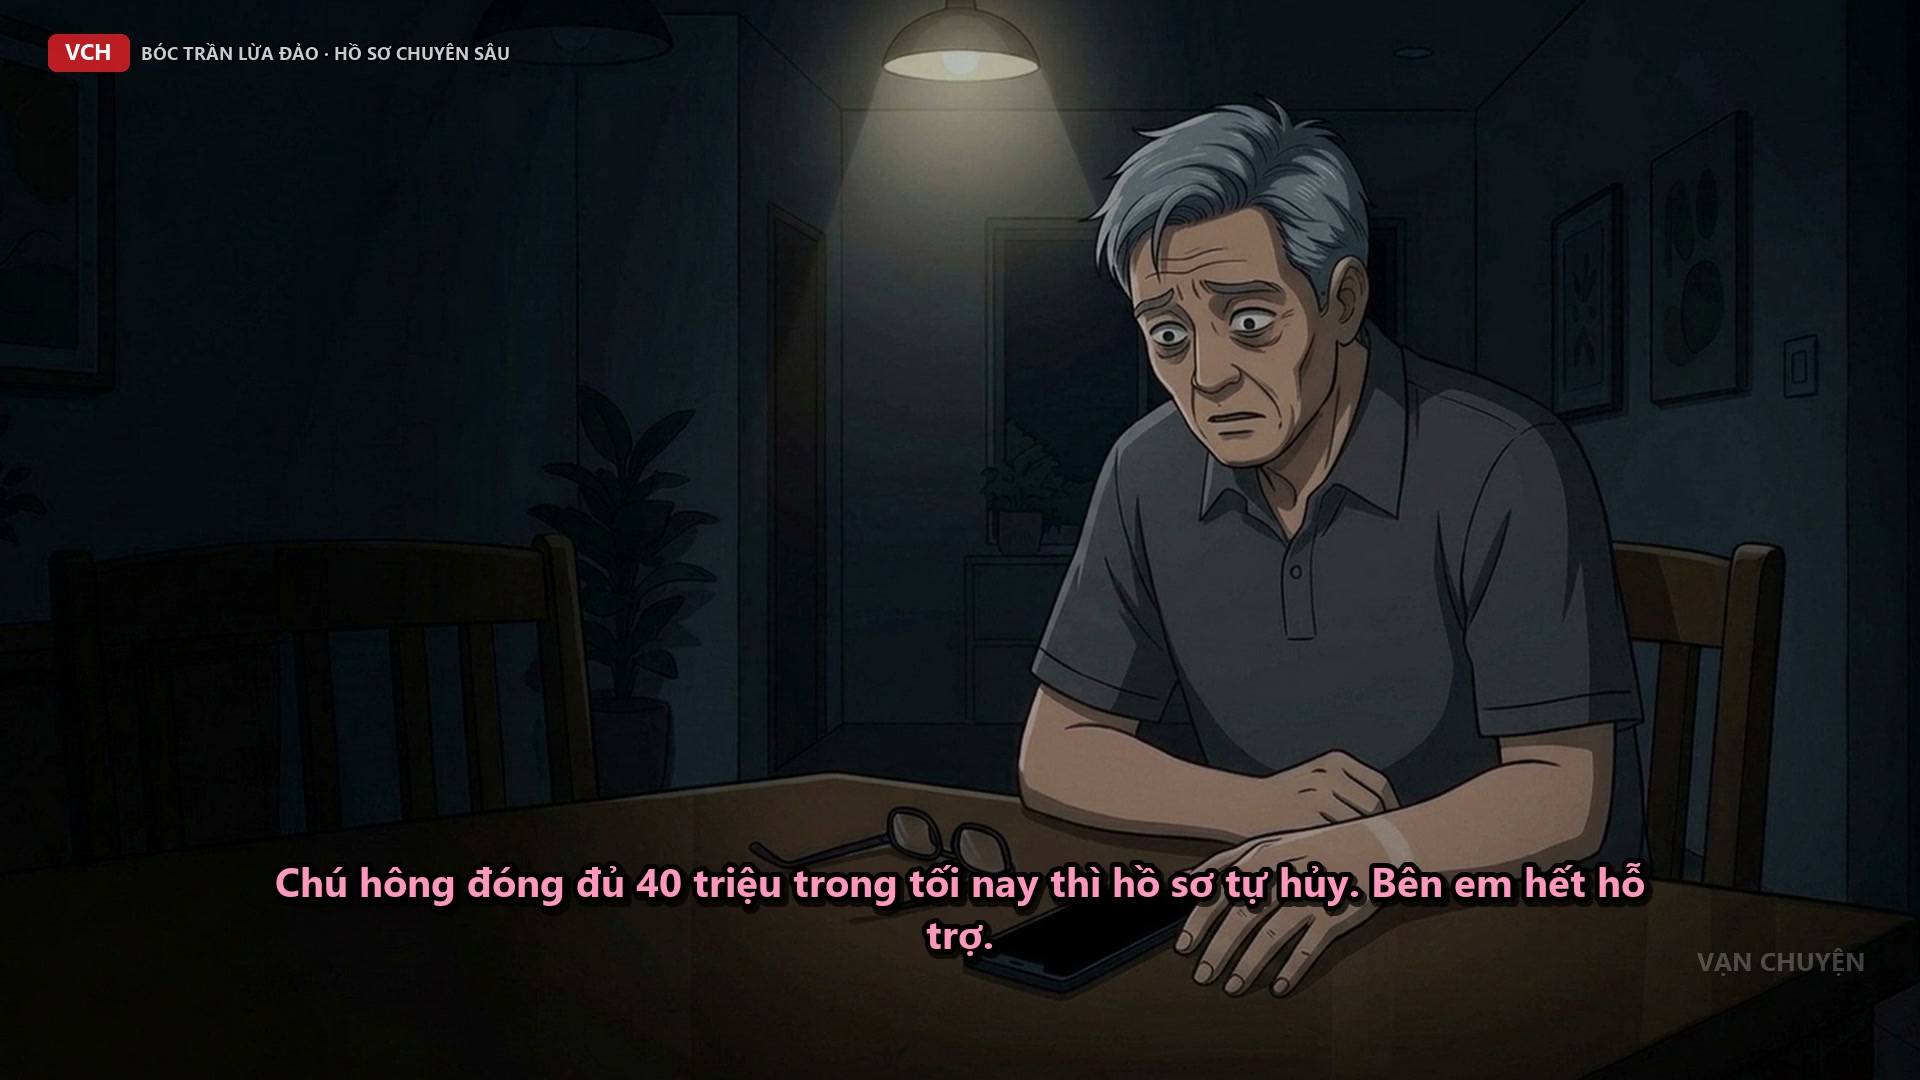 VCH BÓC TRẦN LỪA ĐẢO · HỒ SƠ CHUYÊN SÂU
Chú hông đóng đủ 40 triệu trong tối nay thì hồ sơ tự hủy. Bên em hết hỗ
trợ.
VẠN CHUYỆN